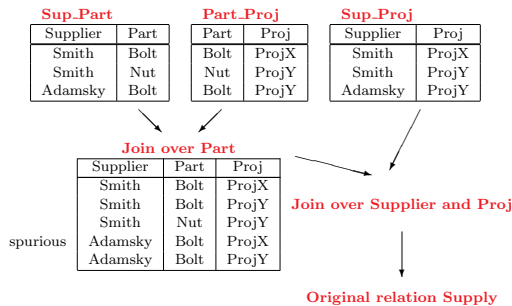 Sup_Part Part_Proj Sup_Proj
Supplier Part Part Proj Supplier Proj
Smith Bolt Bolt ProjX Smith ProjX
Smith Nut Nut ProjY Smith ProjY
Adamsky Bolt Bolt ProjY Adamsky ProjY
Join over Part
Supplier Part Proj
Smith Bolt ProjX
Smith Bolt ProjY
Smith Nut ProjY
spurious Adamsky Bolt ProjX
Adamsky Bolt ProjY
Join over Supplier and Proj
Original relation Supply